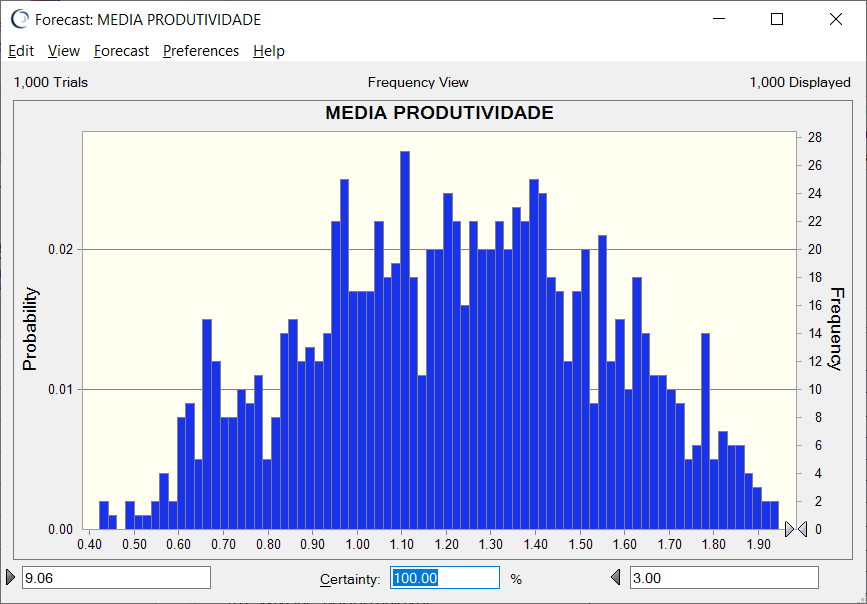 Forecast: MEDIA PRODUTIVIDADE
Edit View Forecast Preferences Help
1,000 Trials Frequency View 1,000 Displayed
MEDIA PRODUTIVIDADE
Probability
0.02
0.01
0.00
28
26
24
22
20
18
16
14
12
10
8
6
4
2
0
Frequency
0.40 0.50 0.60 0.70 0.80 0.90 1.00 1.10 1.20 1.30 1.40 1.50 1.60 1.70 1.80 1.90
9.06 Certainty: 100.00 % 3.00